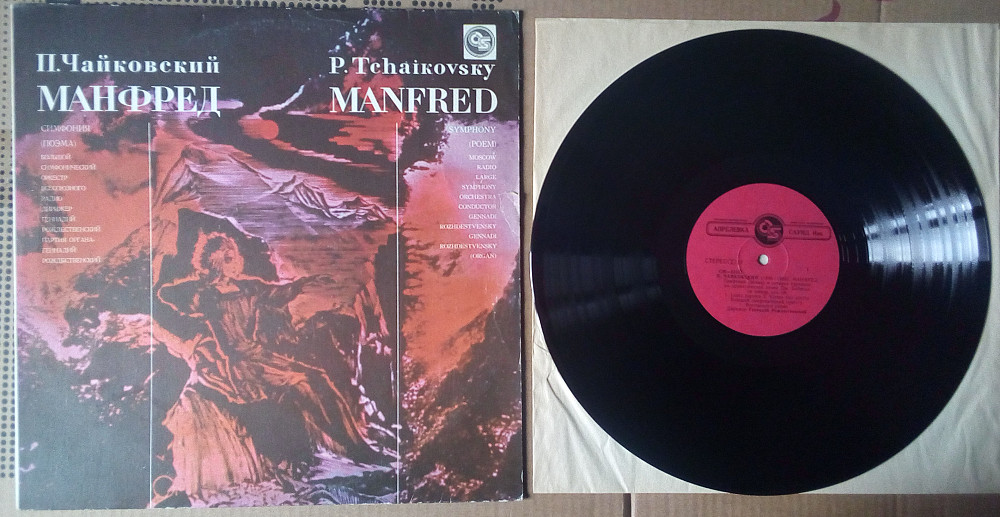 П.Чайковский
МАНФРЕД
СИМФОНИЯ
(ПОЭМА)
БОЛЬШОЙ
СИМФОНИЧЕСКИЙ
ОРКЕСТР
ВСЕСОЮЗНОГО
РАДИО
ДИРИЖЕР
ГЕННАДИЙ
РОЖДЕСТВЕНСКИЙ
ПАРТИЯ ОРГАНА-
ГЕННАДИЙ
РОЖДЕСТВЕНСКИЙ
P. Tchaikovsky
MANFRED
SYMPHONY
(POEM)
MOSCOW
RADIO
LARGE
SYMPHONY
ORCHESTRA
CONDUCTOR
GENNADI
ROZHDESTVENSKY
GENNADI
ROZHDESTVENSKY
(ORGAN)
АПРЕЛЕВКА